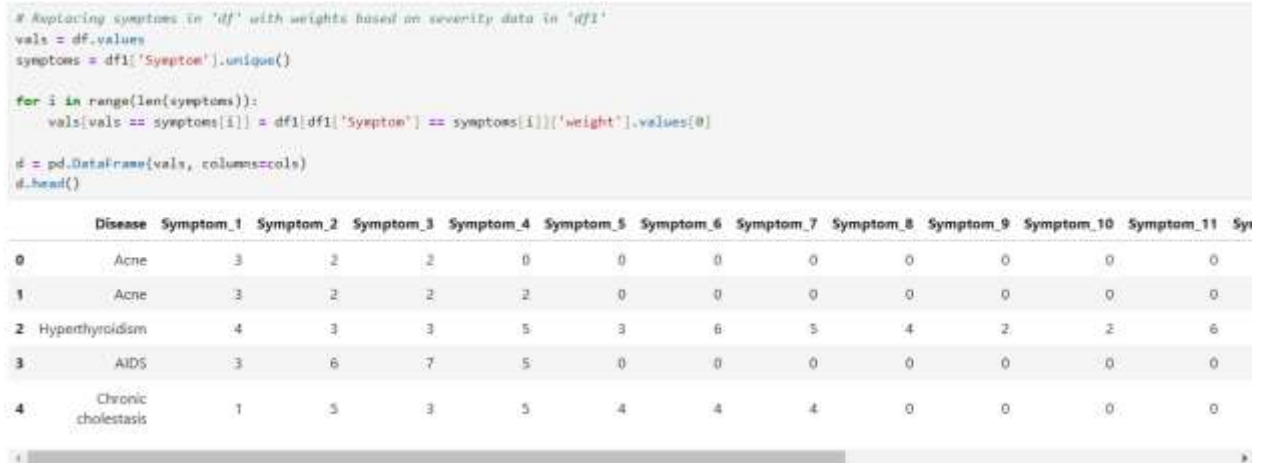 # Replacing symptoms in 'df' with weights based on severity data in 'df1'
vals = df.values
symptoms = df1['Symptom'].unique()
for i in range(len(symptoms)):
vals[vals == symptoms[i]] = df1[df1['Symptom'] == symptoms[i]]['weight'].values[0]
d = pd.DataFrame(vals, columns=cols)
d.head()
Disease Symptom_1 Symptom_2 Symptom_3 Symptom_4 Symptom_5 Symptom_6 Symptom_7 Symptom_8 Symptom_9 Symptom_10 Symptom_11 Sy
0 Acne 3 2 2 0 0 0 0 0 0 0 0
1 Acne 3 2 2 2 0 0 0 0 0 0 0
2 Hyperthyroidism 4 3 3 5 3 6 5 4 2 2 6
3 AIDS 3 6 7 5 0 0 0 0 0 0 0
4 Chronic cholestasis 1 5 3 5 4 4 4 0 0 0 0